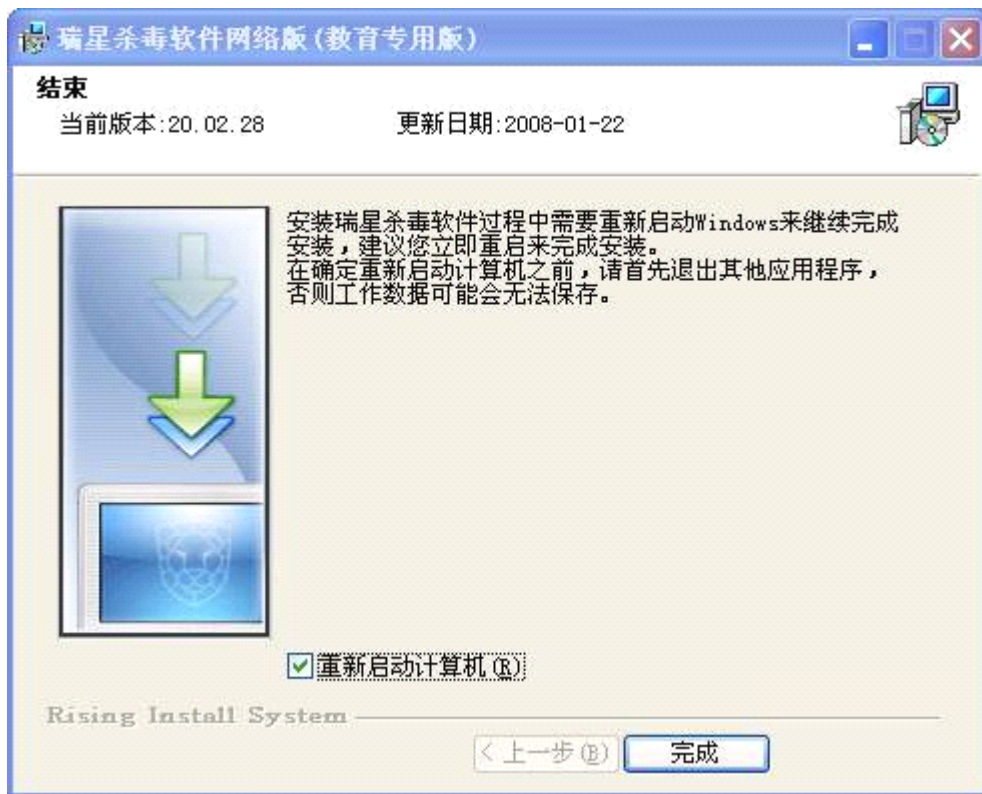 瑞星杀毒软件网络版(教育专用版)
结束
当前版本:20.02.28
更新日期:2008-01-22
安装瑞星杀毒软件过程中需要重新启动Windows来继续完成
安装，建议您立即重启来完成安装。
在确定重新启动计算机之前，请首先退出其他应用程序，
否则工作数据可能会无法保存。
重新启动计算机(R)
Rising Install System
< 上一步(B)
完成